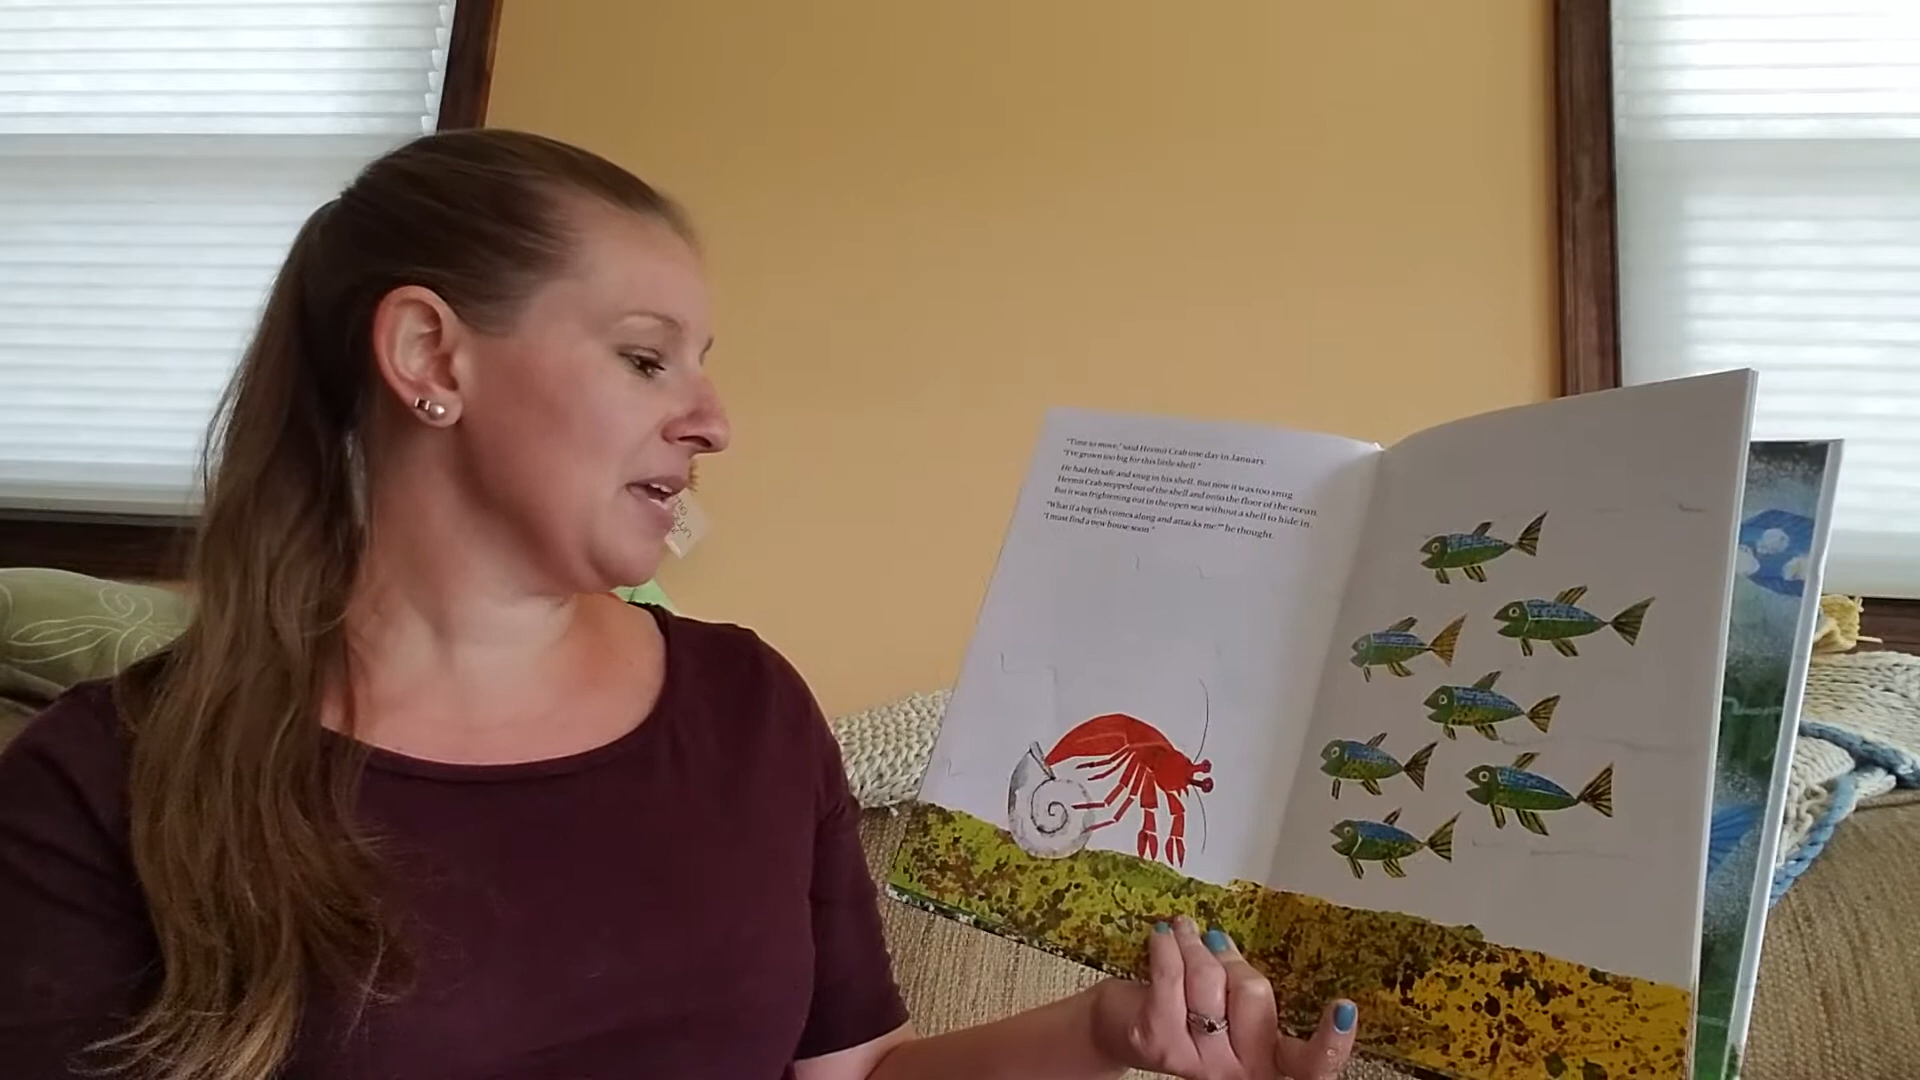 "Time to move," said Hermit Crab one day in January.
"I've grown too big for this little shell."
He had felt safe and snug in his shell. But now it was too snug.
Hermit Crab stepped out of the shell and onto the floor of the ocean.
But it was frightening out in the open sea without a shell to hide in.
"What if a big fish comes along and attacks me?" he thought.
"I must find a new house soon."